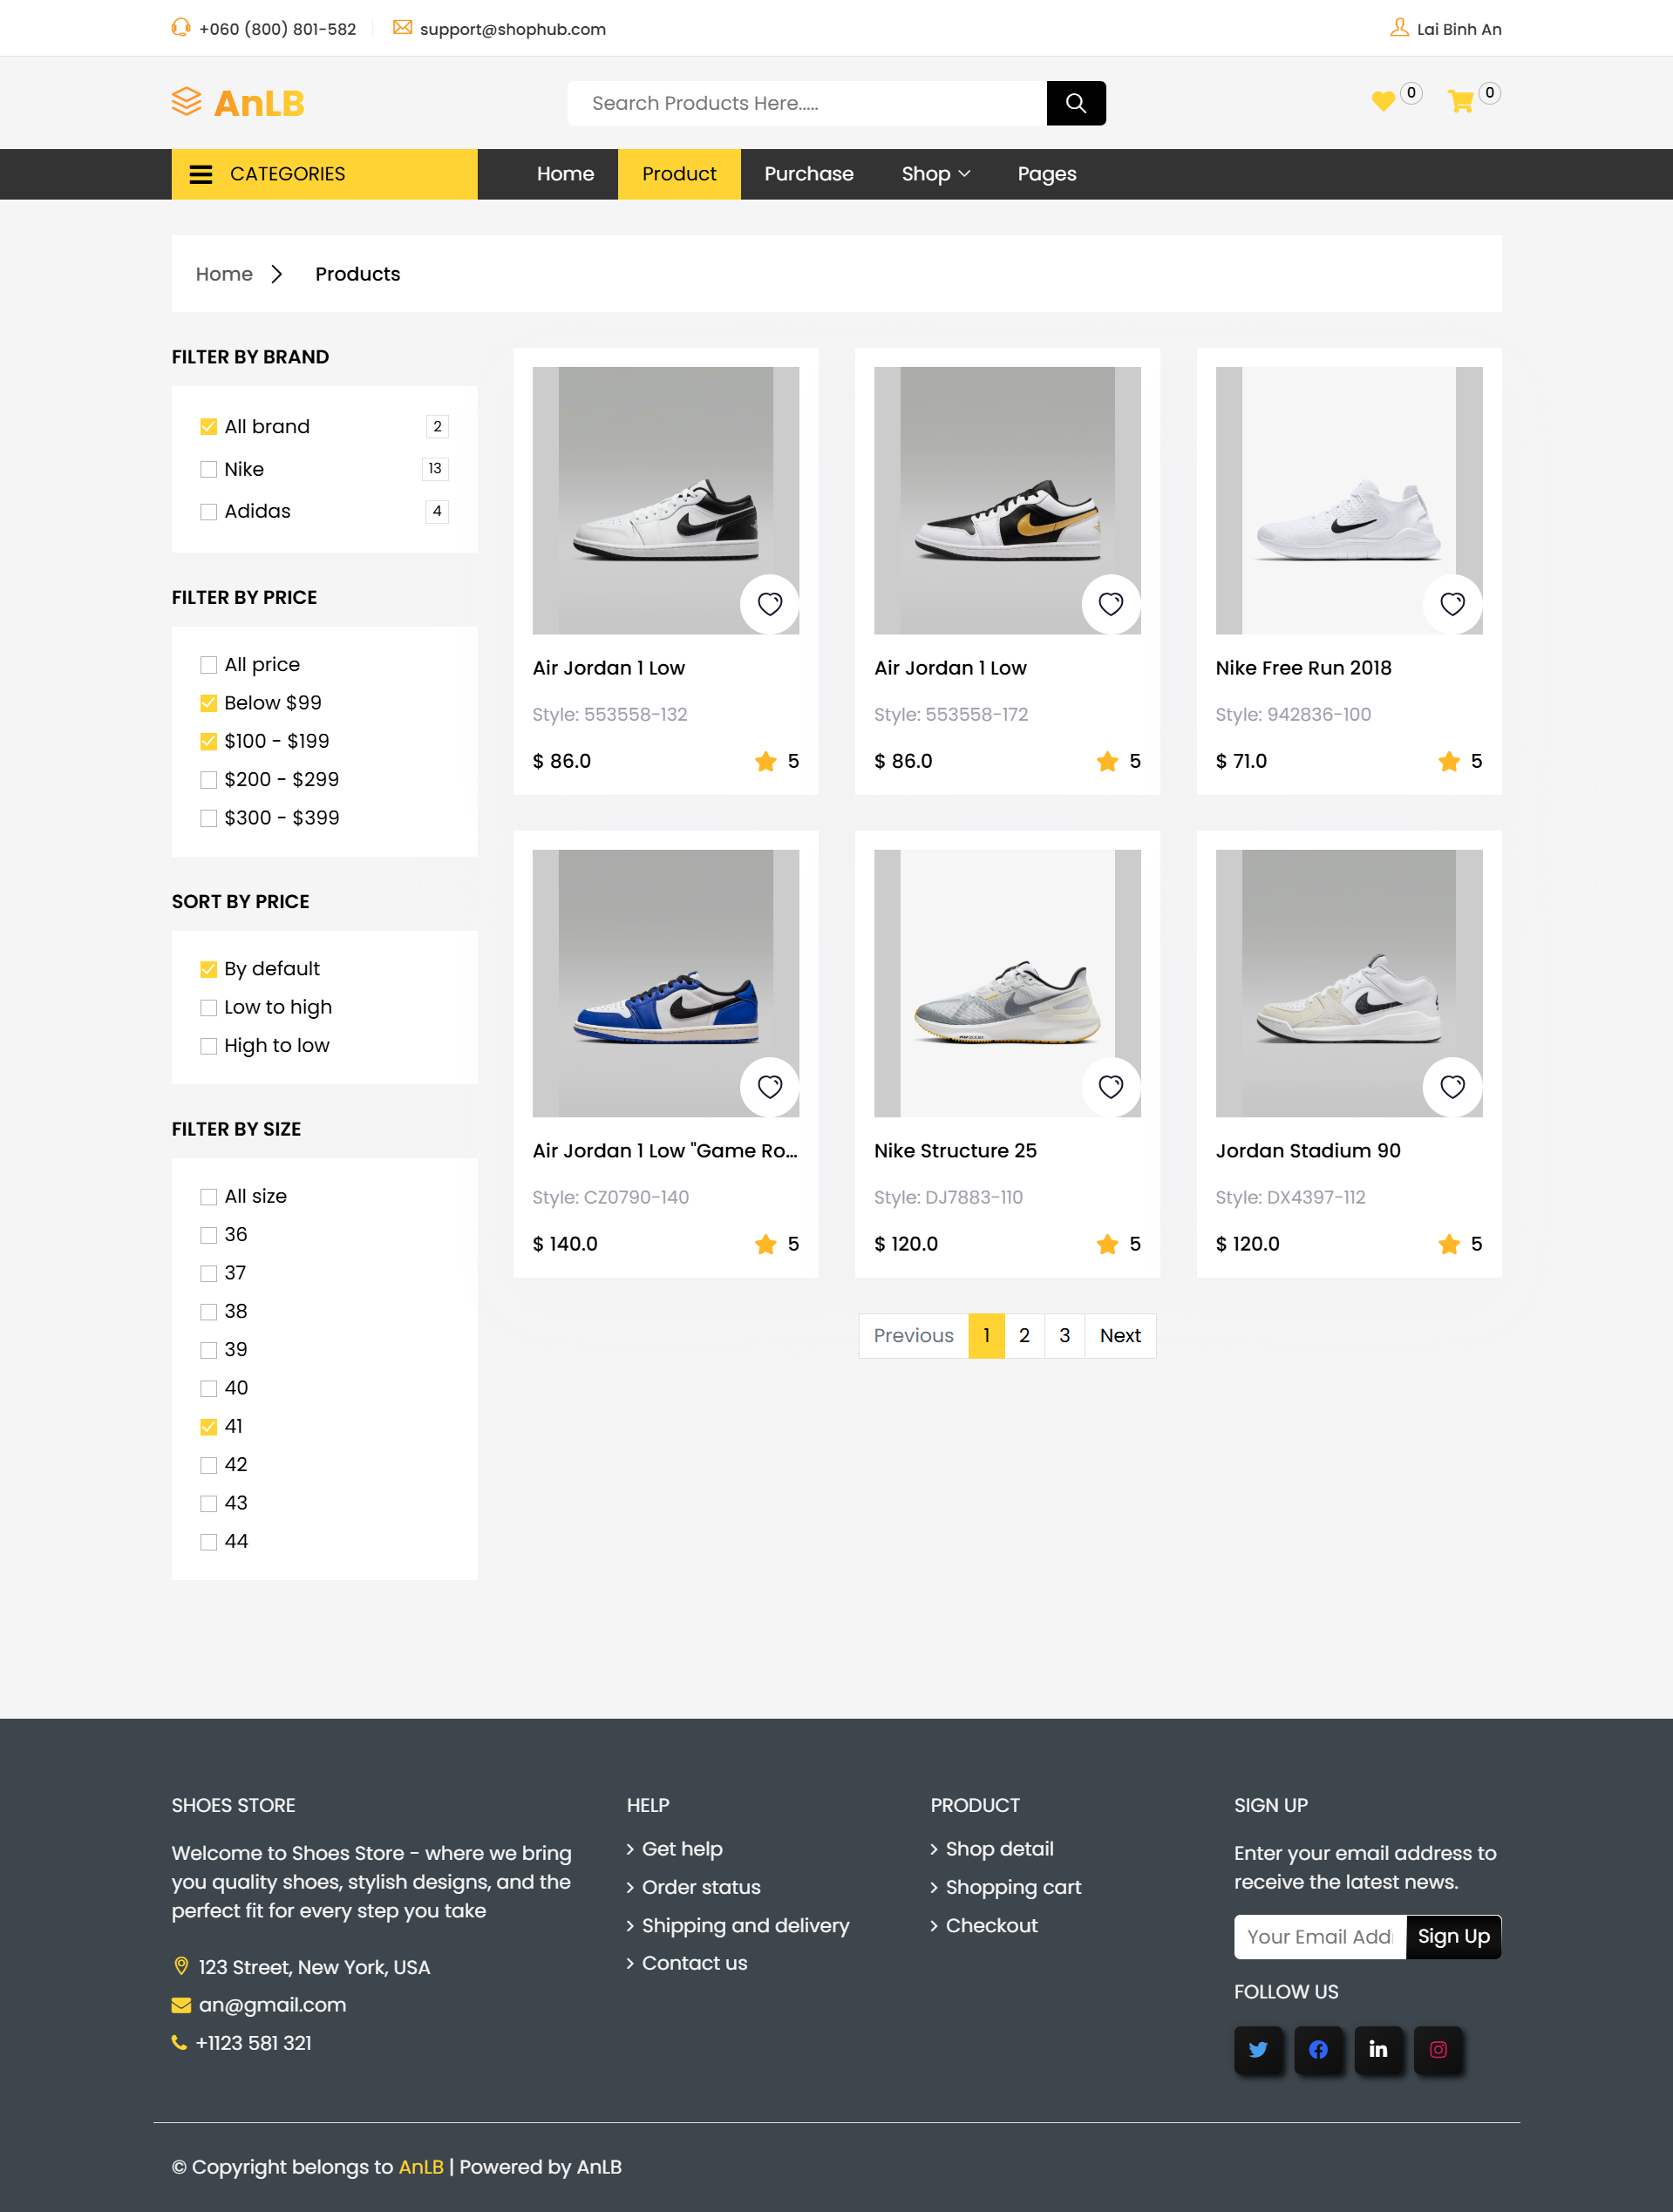 +060 (800) 801-582 support@shophub.com Lai Binh An
AnLB Search Products Here..... 0 0
CATEGORIES Home Product Purchase Shop Pages
Home Products
FILTER BY BRAND
All brand 2
Nike 13
Adidas 4
FILTER BY PRICE
All price
Below $99
$100 - $199
$200 - $299
$300 - $399
SORT BY PRICE
By default
Low to high
High to low
FILTER BY SIZE
All size
36
37
38
39
40
41
42
43
44
Air Jordan 1 Low
Style: 553558-132
$ 86.0 5
Air Jordan 1 Low
Style: 553558-172
$ 86.0 5
Nike Free Run 2018
Style: 942836-100
$ 71.0 5
Air Jordan 1 Low "Game Ro...
Style: CZ0790-140
$ 140.0 5
Nike Structure 25
Style: DJ7883-110
$ 120.0 5
Jordan Stadium 90
Style: DX4397-112
$ 120.0 5
Previous 1 2 3 Next
SHOES STORE
Welcome to Shoes Store - where we bring
you quality shoes, stylish designs, and the
perfect fit for every step you take
123 Street, New York, USA
an@gmail.com
+1123 581 321
HELP
Get help
Order status
Shipping and delivery
Contact us
PRODUCT
Shop detail
Shopping cart
Checkout
SIGN UP
Enter your email address to
receive the latest news.
Your Email Add Sign Up
FOLLOW US
© Copyright belongs to AnLB | Powered by AnLB